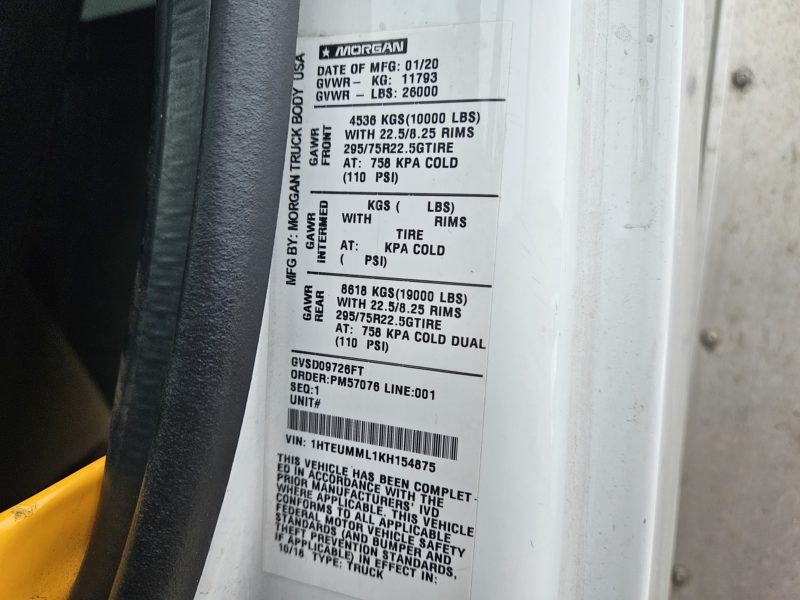 ★ MORGAN
MFG BY: MORGAN TRUCK BODY USA
DATE OF MFG: 01/20
GVWR- KG: 11793
GVWR - LBS: 26000
GAWR FRONT
4536 KGS(10000 LBS)
WITH 22.5/8.25 RIMS
295/75R22.5GTIRE
AT: 758 KPA COLD
(110 PSI)
GAWR INTERMED
KGS ( LBS)
WITH RIMS
TIRE
AT: KPA COLD
( PSI)
GAWR REAR
8618 KGS(19000 LBS)
WITH 22.5/8.25 RIMS
295/75R22.5GTIRE
AT: 758 KPA COLD DUAL
(110 PSI)
GVSD09726FT
ORDER:PM57076 LINE:001
SEQ:1
UNIT#
VIN: 1HTEUMML1KH154875
THIS VEHICLE HAS BEEN COMPLET-
ED IN ACCORDANCE WITH THE
PRIOR MANUFACTURERS' IVD
WHERE APPLICABLE. THIS VEHICLE
CONFORMS TO ALL APPLICABLE
FEDERAL MOTOR VEHICLE SAFETY
STANDARDS (AND BUMPER AND
THEFT PREVENTION STANDARDS,
IF APPLICABLE) IN EFFECT IN:
10/18 TYPE: TRUCK